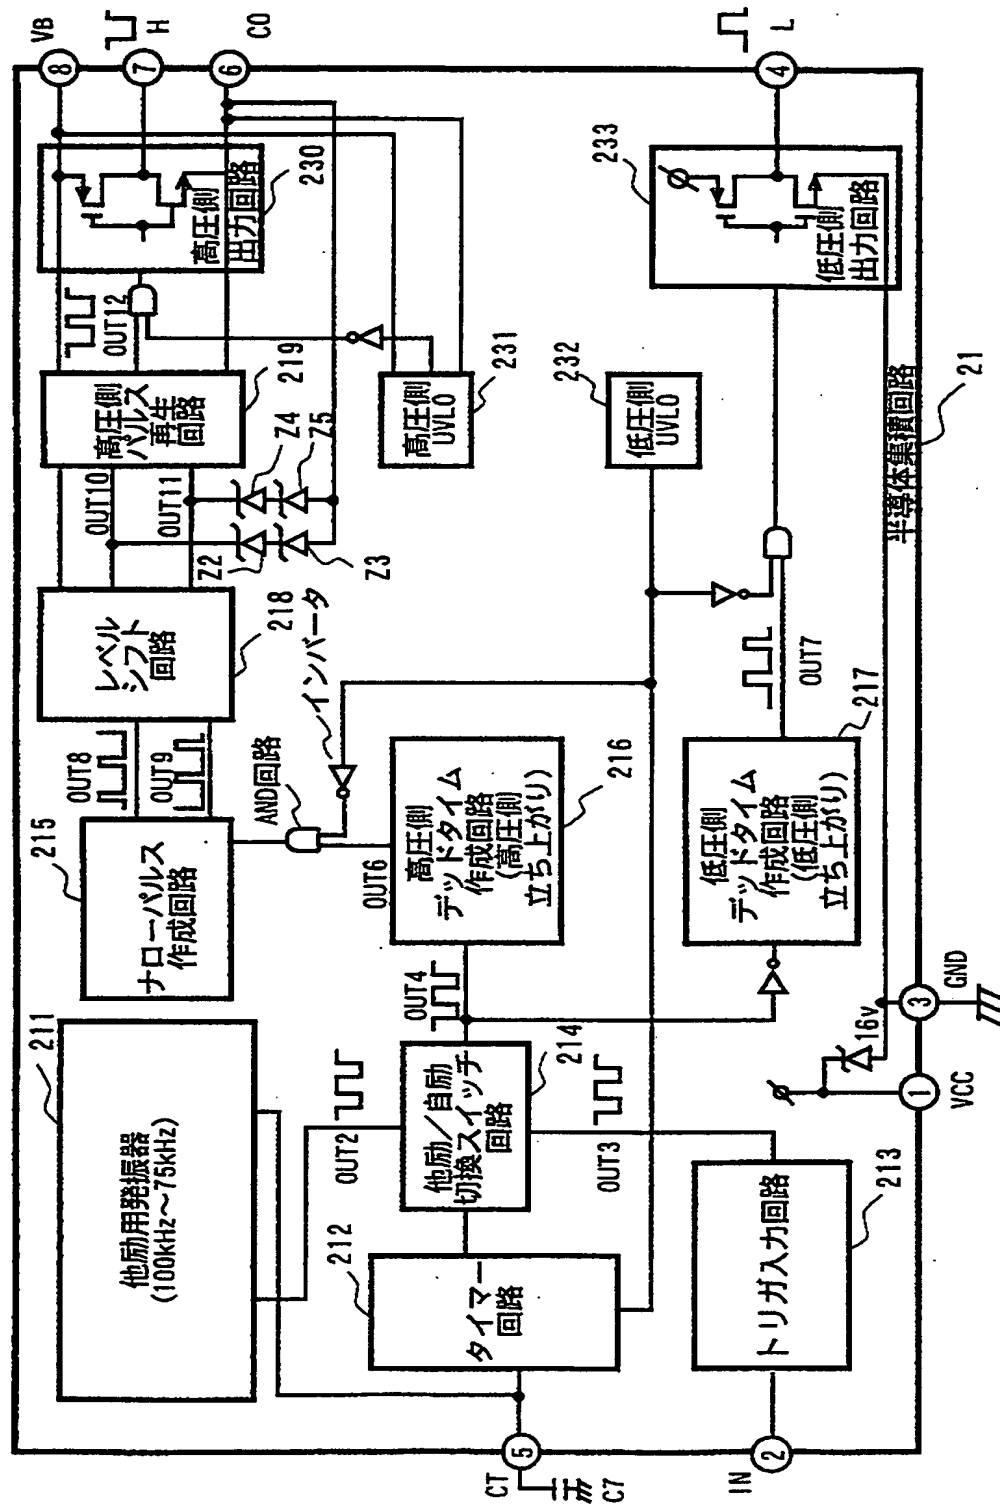 211
他励用発振器
(100kHz~75kHz)
215
ナローパルス
作成回路
OUT8
OUT9
レベル
シフト
回路
218
OUT10
OUT11
高圧側
パルス
再生
回路
219
OUT12
高圧側
出力回路
230
8
VB
7
H
6
CO
Z2
Z3
Z4
Z5
AND回路
インバータ
CT
5
C7
212
タイマー
回路
OUT2
他励/自励
切換スイッチ
回路
214
OUT3
OUT4
OUT6
高圧側
デッドタイム
作成回路
(高圧側
立ち上がり)
216
高圧側
UVLO
231
232
低圧側
UVLO
IN
2
トリガ入力回路
213
低圧側
デッドタイム
作成回路
(低圧側
立ち上がり)
217
OUT7
233
低圧側
出力回路
4
L
16v
1
VCC
3
GND
半導体集積回路
21